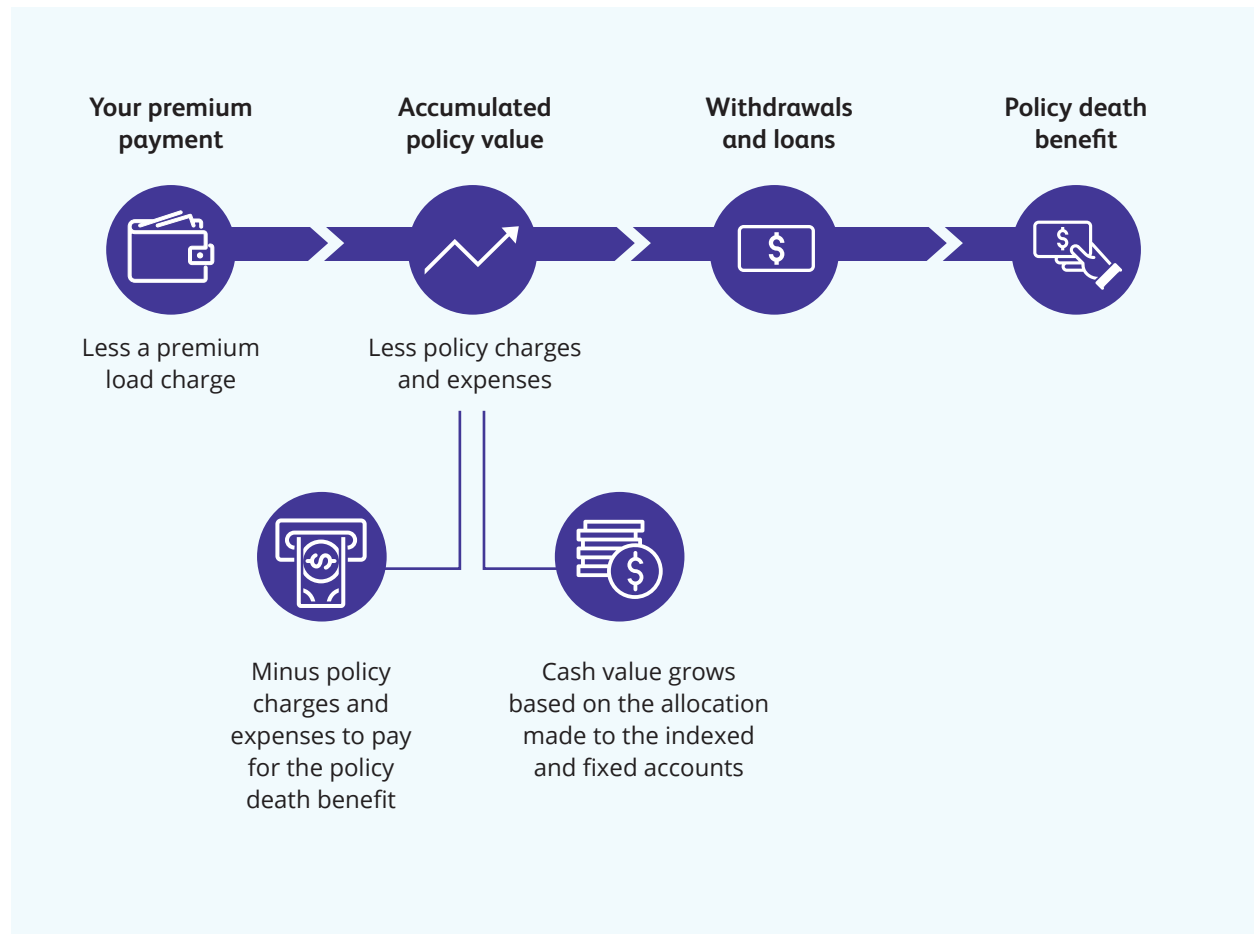 Your premium
payment
Accumulated
policy value
Withdrawals
and loans
Policy death
benefit
$
$
Less a premium
load charge
Less policy charges
and expenses
$
$
Minus policy
charges and
expenses to pay
for the policy
death benefit
Cash value grows
based on the allocation
made to the indexed
and fixed accounts